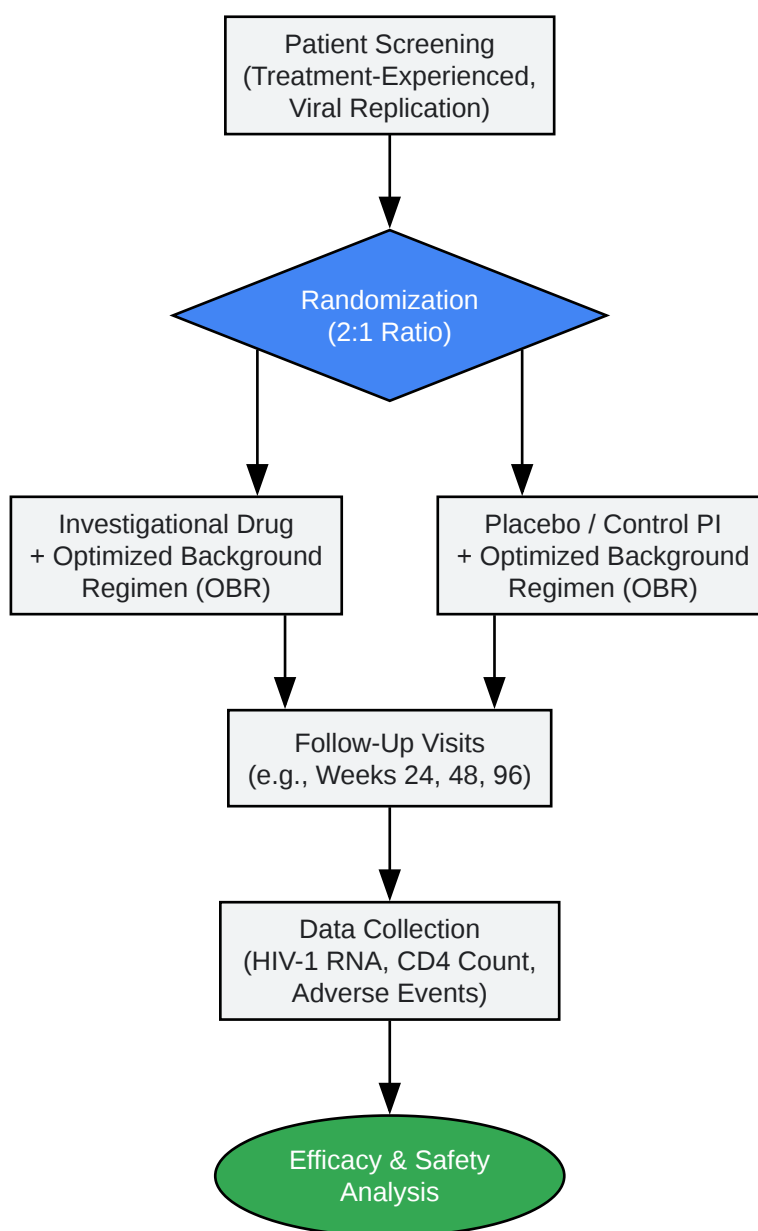 Patient Screening
(Treatment-Experienced,
Viral Replication)
Randomization
(2:1 Ratio)
Investigational Drug
+ Optimized Background
Regimen (OBR)
Placebo / Control PI
+ Optimized Background
Regimen (OBR)
Follow-Up Visits
(e.g., Weeks 24, 48, 96)
Data Collection
(HIV-1 RNA, CD4 Count,
Adverse Events)
Efficacy & Safety
Analysis